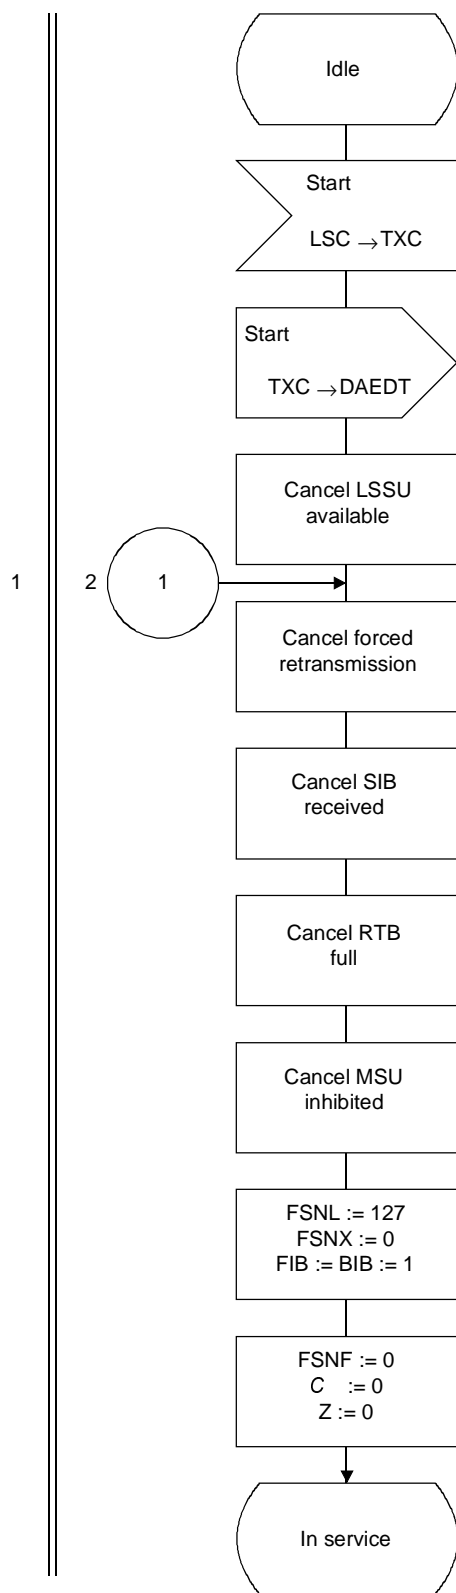 Idle
Start
LSC → TXC
Start
TXC → DAEDT
Cancel LSSU
available
1
2
1
Cancel forced
retransmission
Cancel SIB
received
Cancel RTB
full
Cancel MSU
inhibited
FSNL := 127
FSNX := 0
FIB := BIB := 1
FSNF := 0
C := 0
Z := 0
In service